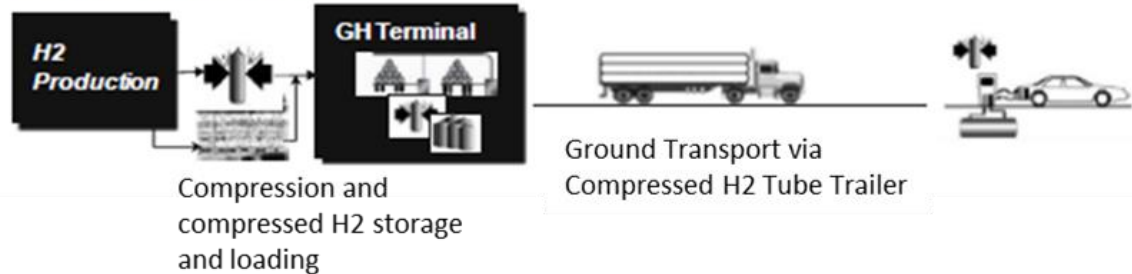 H2
Production
GH Terminal
Compression and
compressed H2 storage
and loading
Ground Transport via
Compressed H2 Tube Trailer